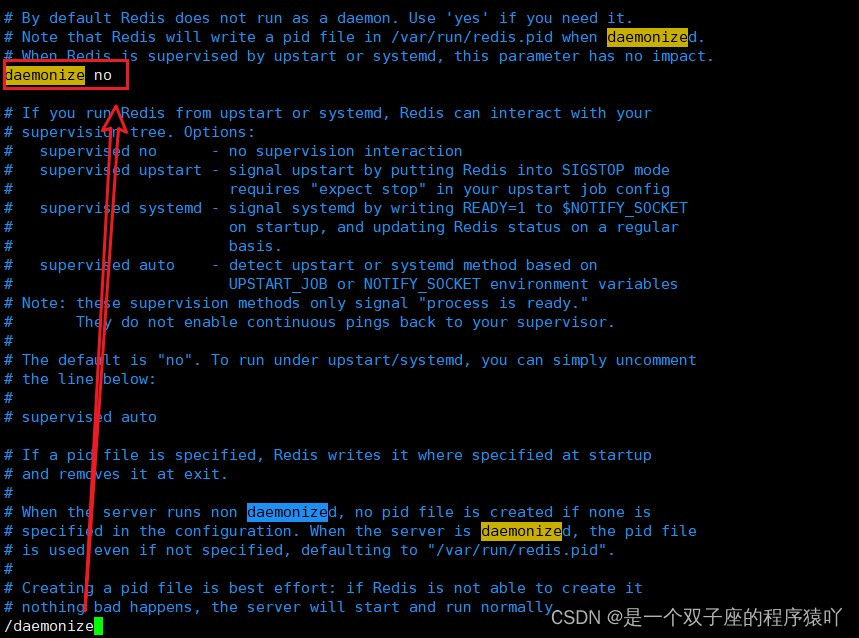 # By default Redis does not run as a daemon. Use 'yes' if you need it.
# Note that Redis will write a pid file in /var/run/redis.pid when daemonized.
# When Redis is supervised by upstart or systemd, this parameter has no impact.
daemonize no
# If you run Redis from upstart or systemd, Redis can interact with your
# supervision tree. Options:
#   supervised no      - no supervision interaction
#   supervised upstart - signal upstart by putting Redis into SIGSTOP mode
#                        requires "expect stop" in your upstart job config
#   supervised systemd - signal systemd by writing READY=1 to $NOTIFY_SOCKET
#                        on startup, and updating Redis status on a regular
#                        basis.
#   supervised auto    - detect upstart or systemd method based on
#                        UPSTART_JOB or NOTIFY_SOCKET environment variables
# Note: these supervision methods only signal "process is ready."
#       They do not enable continuous pings back to your supervisor.
#
# The default is "no". To run under upstart/systemd, you can simply uncomment
# the line below:
#
# supervised auto
# If a pid file is specified, Redis writes it where specified at startup
# and removes it at exit.
#
# When the server runs non daemonized, no pid file is created if none is
# specified in the configuration. When the server is daemonized, the pid file
# is used even if not specified, defaulting to "/var/run/redis.pid".
#
# Creating a pid file is best effort: if Redis is not able to create it
# nothing bad happens, the server will start and run normally.
/daemonize
CSDN @是一个双子座的程序猿吖